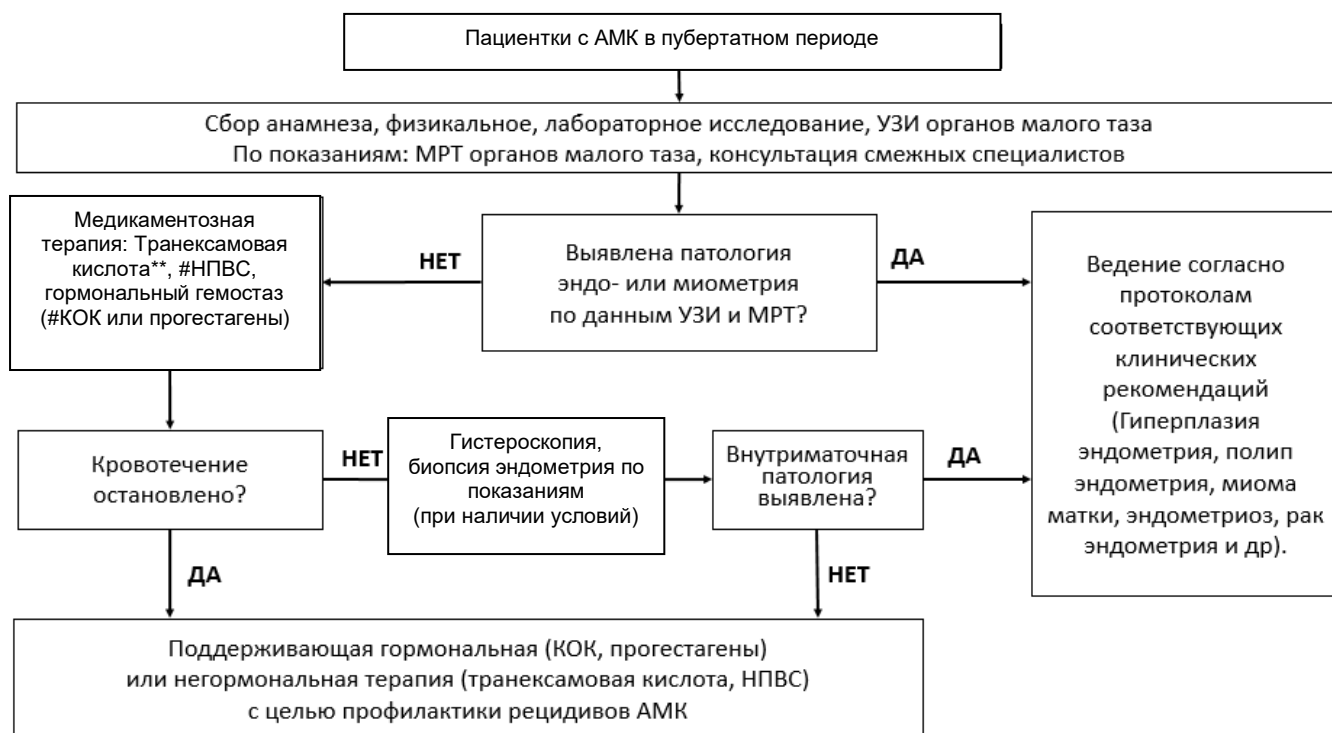 Пациентки с АМК в пубертатном периоде
Сбор анамнеза, физикальное, лабораторное исследование, УЗИ органов малого таза
По показаниям: МРТ органов малого таза, консультация смежных специалистов
Медикаментозная
терапия: Транексамовая
кислота**, #НПВС,
гормональный гемостаз
(#КОК или прогестагены)
НЕТ
Выявлена патология
эндо- или миометрия
по данным УЗИ и МРТ?
ДА
Ведение согласно
протоколам
соответствующих
клинических
рекомендаций
(Гиперплазия
эндометрия, полип
эндометрия, миома
матки, эндометриоз, рак
эндометрия и др).
Кровотечение
остановлено?
НЕТ
Гистероскопия,
биопсия эндометрия по
показаниям
(при наличии условий)
Внутриматочная
патология
выявлена?
ДА
ДА
НЕТ
Поддерживающая гормональная (КОК, прогестагены)
или негормональная терапия (транексамовая кислота, НПВС)
с целью профилактики рецидивов АМК